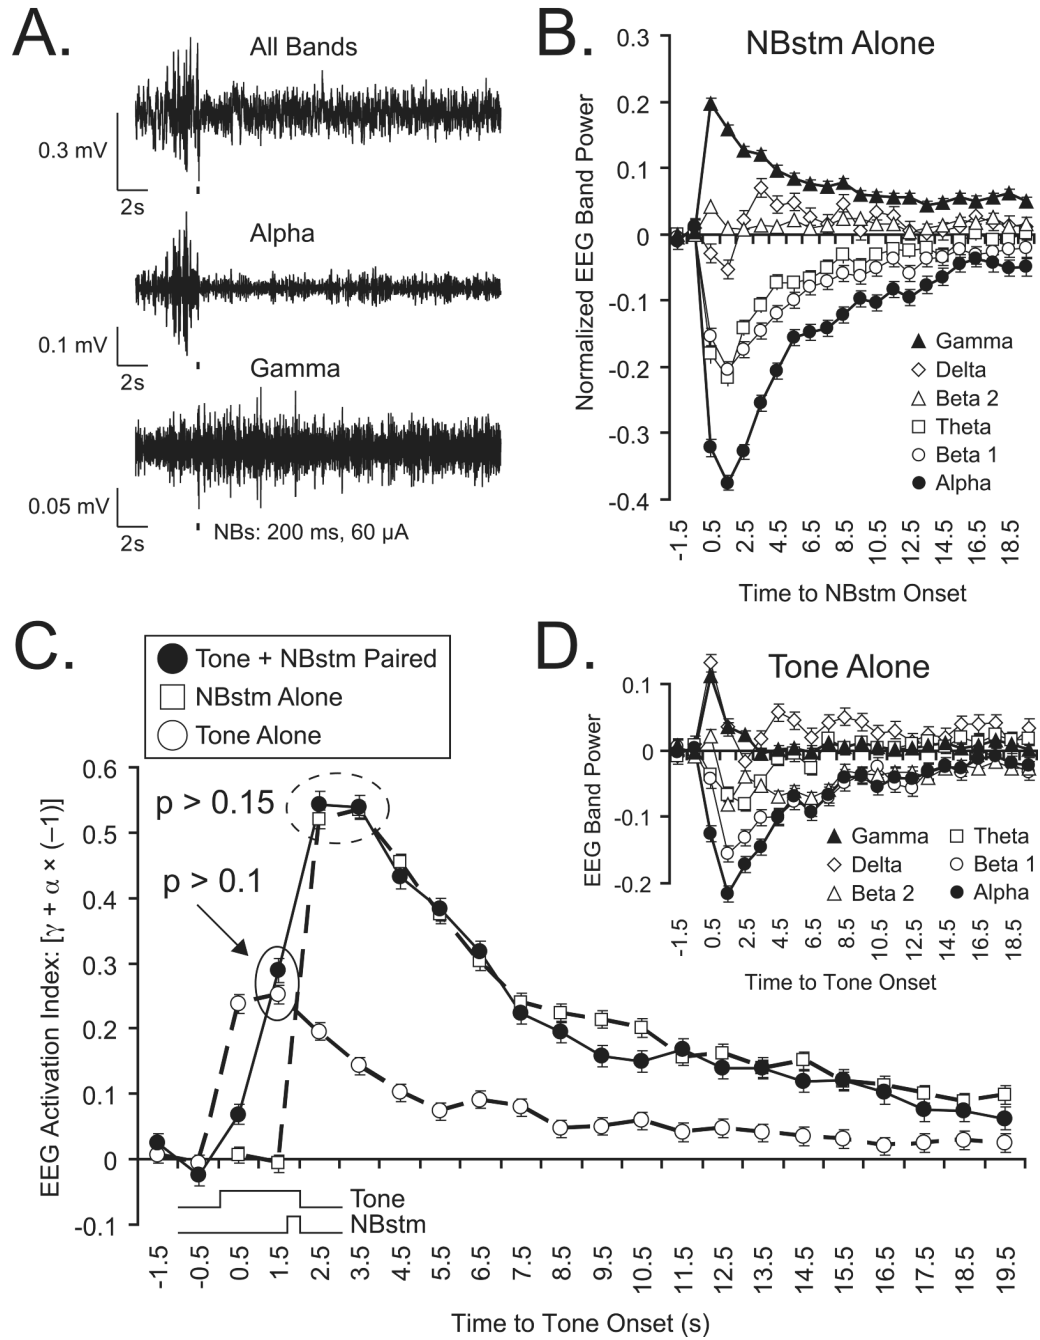 A.
All Bands
0.3 mV
2s
Alpha
0.1 mV
2s
Gamma
0.05 mV
2s
NBs: 200 ms, 60 µA
B.
NBstm Alone
Normalized EEG Band Power
0.3
0.2
0.1
0
-0.1
-0.2
-0.3
-0.4
Gamma
Delta
Beta 2
Theta
Beta 1
Alpha
-1.5 0.5 2.5 4.5 6.5 8.5 10.5 12.5 14.5 16.5 18.5
Time to NBstm Onset
C.
Tone + NBstm Paired
NBstm Alone
Tone Alone
EEG Activation Index: [γ + α × (−1)]
0.6
0.5
0.4
0.3
0.2
0.1
0
-0.1
p > 0.15
p > 0.1
Tone
NBstm
-1.5 -0.5 0.5 1.5 2.5 3.5 4.5 5.5 6.5 7.5 8.5 9.5 10.5 11.5 12.5 13.5 14.5 15.5 16.5 17.5 18.5 19.5
Time to Tone Onset (s)
D.
Tone Alone
EEG Band Power
0.1
0
-0.1
-0.2
Gamma Theta
Delta Beta 1
Beta 2 Alpha
-1.5 0.5 2.5 4.5 6.5 8.5 10.5 12.5 14.5 16.5 18.5
Time to Tone Onset